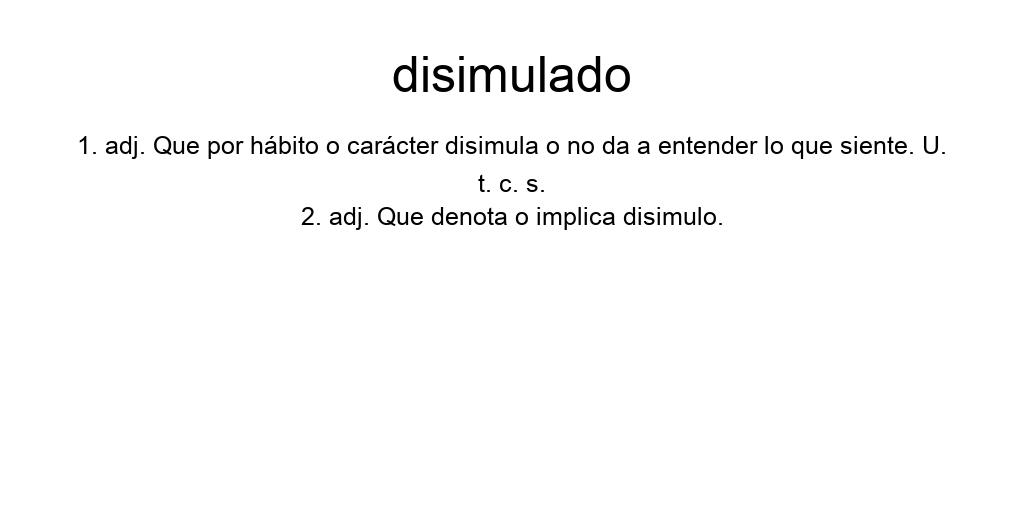 disimulado
1. adj. Que por hábito o carácter disimula o no da a entender lo que siente. U.
t. c. s.
2. adj. Que denota o implica disimulo.